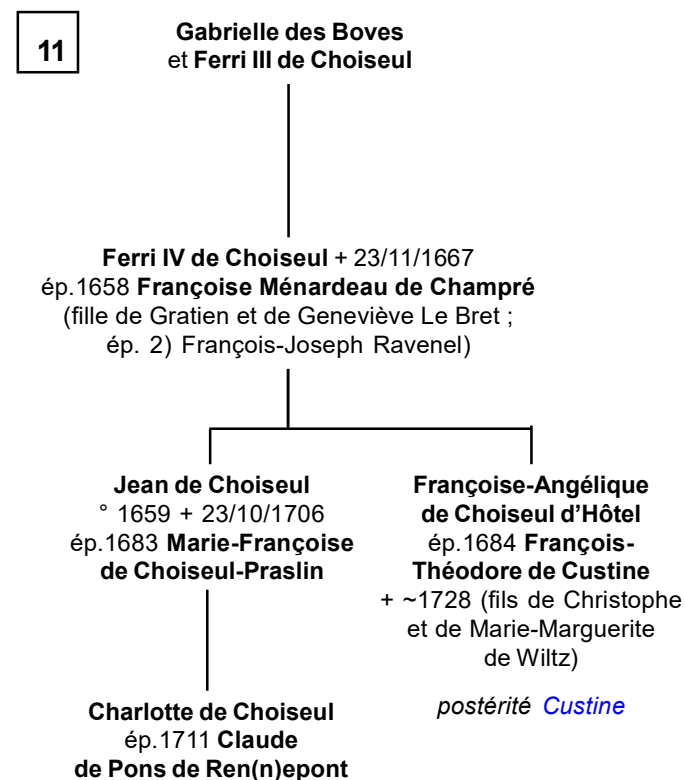 11
Gabrielle des Boves
et Ferri III de Choiseul
Ferri IV de Choiseul + 23/11/1667
ép.1658 Françoise Ménardeau de Champré
(fille de Gratien et de Geneviève Le Bret ;
ép. 2) François-Joseph Ravenel)
Jean de Choiseul
° 1659 + 23/10/1706
ép.1683 Marie-Françoise
de Choiseul-Praslin
Françoise-Angélique
de Choiseul d’Hôtel
ép.1684 François-
Théodore de Custine
+ ~1728 (fils de Christophe
et de Marie-Marguerite
de Wiltz)
postérité Custine
Charlotte de Choiseul
ép.1711 Claude
de Pons de Ren(n)epont